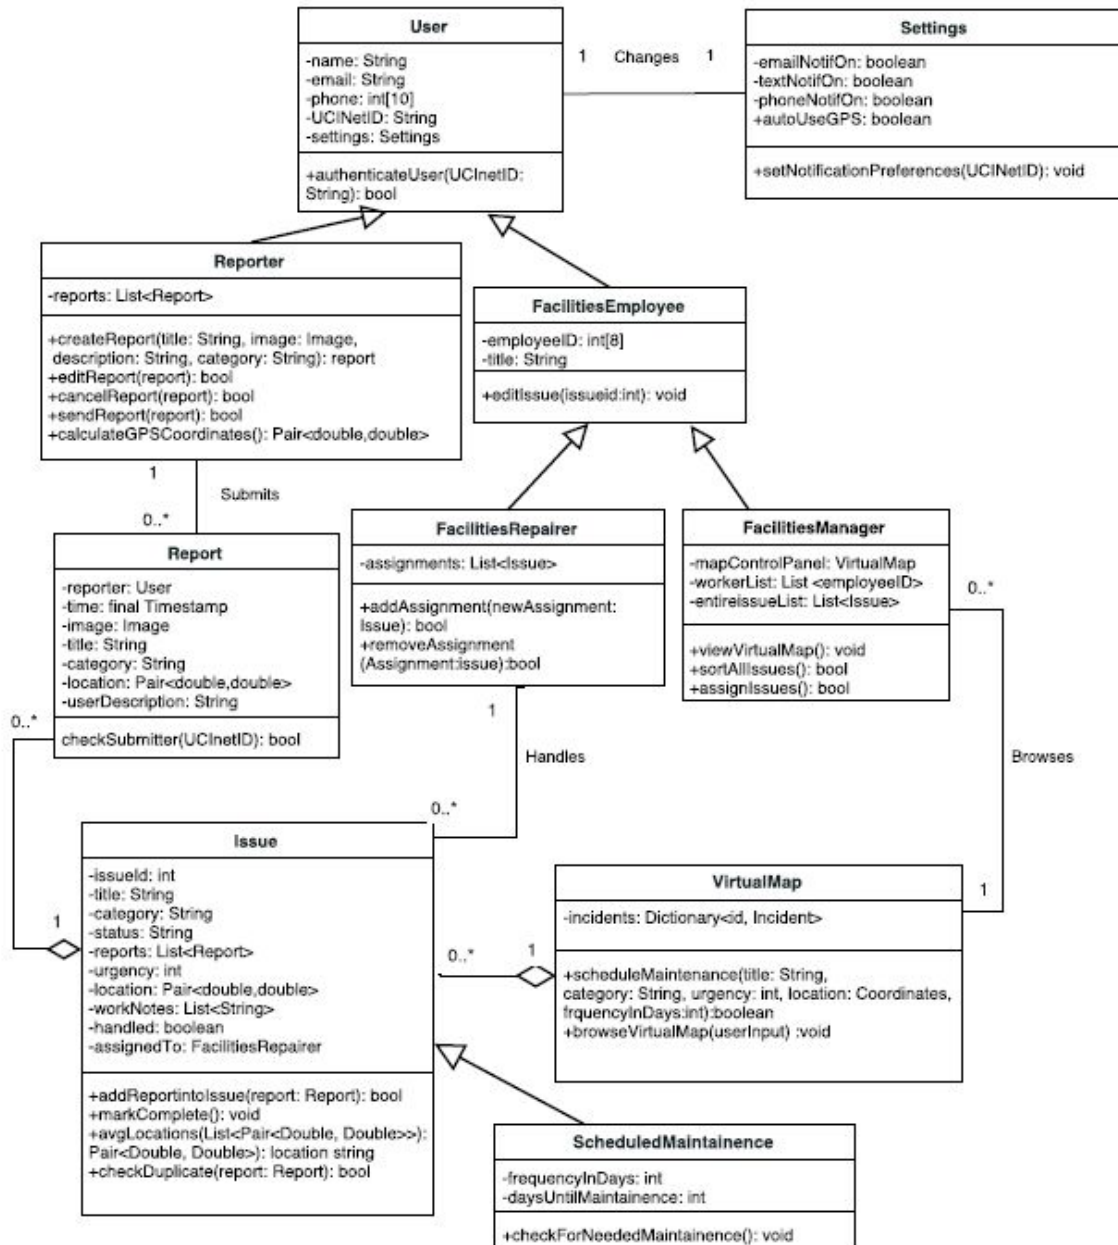 User
-name: String
-email: String
-phone: int[10]
-UCINetID: String
-settings: Settings
+authenticateUser(UCInetID:
String): bool
1 Changes 1
Settings
-emailNotifOn: boolean
-textNotifOn: boolean
-phoneNotifOn: boolean
+autoUseGPS: boolean
+setNotificationPreferences(UCINetID): void
Reporter
-reports: List<Report>
+createReport(title: String, image: Image,
description: String, category: String): report
+editReport(report): bool
+cancelReport(report): bool
+sendReport(report): bool
+calculateGPSCoordinates(): Pair<double,double>
FacilitiesEmployee
-employeeID: int[8]
-title: String
+editIssue(issueid:int): void
1
Submits
0..*
Report
-reporter: User
-time: final Timestamp
-image: Image
-title: String
-category: String
-location: Pair<double,double>
-userDescription: String
checkSubmitter(UCInetID): bool
FacilitiesRepairer
-assignments: List<Issue>
+addAssignment(newAssignment:
Issue): bool
+removeAssignment
(Assignment:issue):bool
FacilitiesManager
-mapControlPanel: VirtualMap
-workerList: List <employeeID>
-entireissueList: List<Issue>
+viewVirtualMap(): void
+sortAllIssues(): bool
+assignIssues(): bool
0..*
0..*
1
1
Handles
0..*
Browses
1
Issue
-issueId: int
-title: String
-category: String
-status: String
-reports: List<Report>
-urgency: int
-location: Pair<double,double>
-workNotes: List<String>
-handled: boolean
-assignedTo: FacilitiesRepairer
+addReportintoIssue(report: Report): bool
+markComplete(): void
+avgLocations(List<Pair<Double, Double>>):
Pair<Double, Double>): location string
+checkDuplicate(report: Report): bool
0..*
1
VirtualMap
-incidents: Dictionary<id, Incident>
+scheduleMaintenance(title: String,
category: String, urgency: int, location: Coordinates,
frquencyInDays:int):boolean
+browseVirtualMap(userInput) :void
ScheduledMaintainence
-frequencyInDays: int
-daysUntilMaintainence: int
+checkForNeededMaintainence(): void